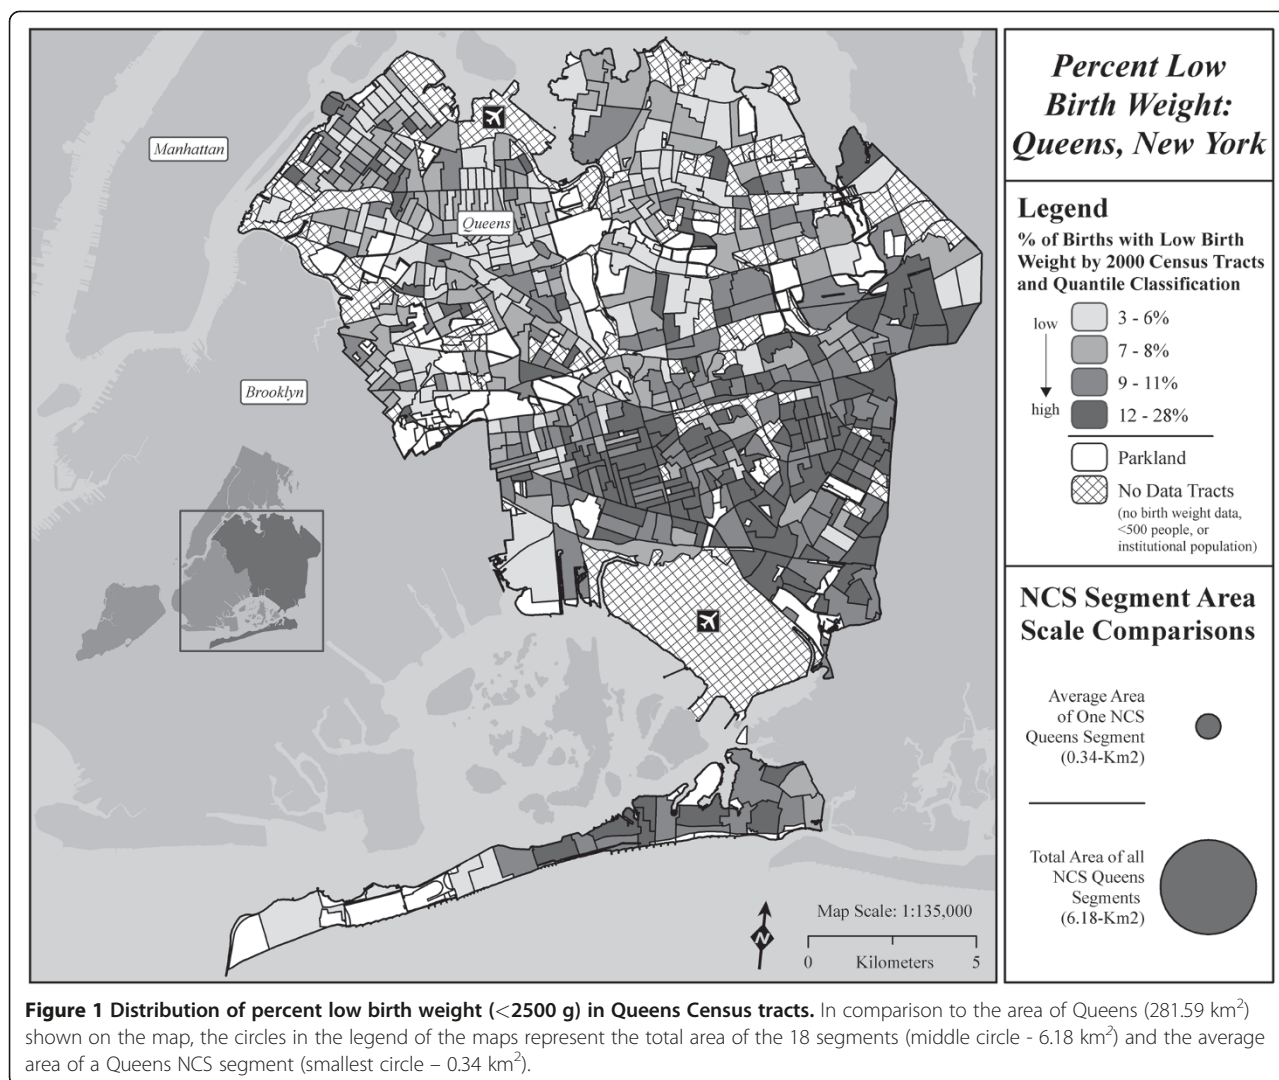 Manhattan
Queens
Brooklyn
N
Map Scale: 1:135,000
0 Kilometers 5
Percent Low
Birth Weight:
Queens, New York
Legend
% of Births with Low Birth
Weight by 2000 Census Tracts
and Quantile Classification
low
high
3 - 6%
7 - 8%
9 - 11%
12 - 28%
Parkland
No Data Tracts
(no birth weight data,
<500 people, or
institutional population)
NCS Segment Area
Scale Comparisons
Average Area
of One NCS
Queens Segment
(0.34-Km2)
Total Area of all
NCS Queens
Segments
(6.18-Km2)
Figure 1 Distribution of percent low birth weight (<2500 g) in Queens Census tracts. In comparison to the area of Queens (281.59 km²)
shown on the map, the circles in the legend of the maps represent the total area of the 18 segments (middle circle - 6.18 km²) and the average
area of a Queens NCS segment (smallest circle – 0.34 km²).